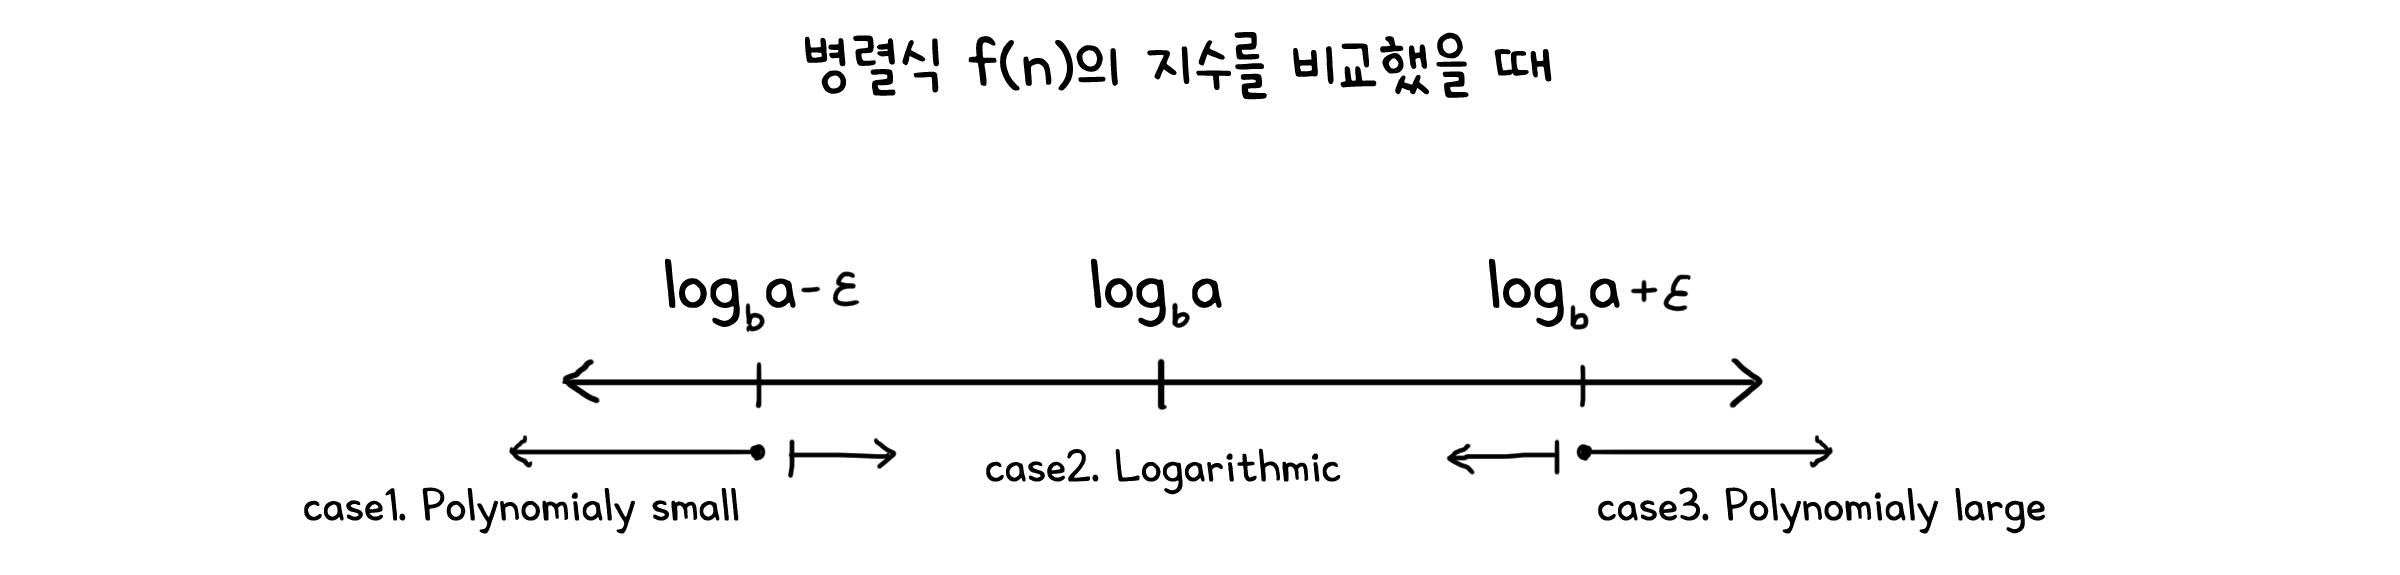 병렬식 f(n)의 지수를 비교했을 때
log_b a - ε
log_b a
log_b a + ε
case2. Logarithmic
case1. Polynomialy small
case3. Polynomialy large